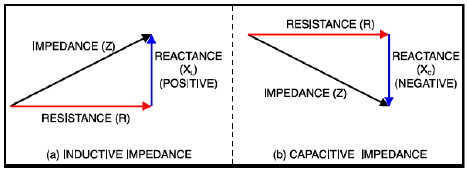 IMPEDANCE (Z)
REACTANCE
(XL)
(POSITIVE)
RESISTANCE (R)
(a) INDUCTIVE IMPEDANCE
RESISTANCE (R)
REACTANCE
(XC)
(NEGATIVE)
IMPEDANCE (Z)
(b) CAPACITIVE IMPEDANCE